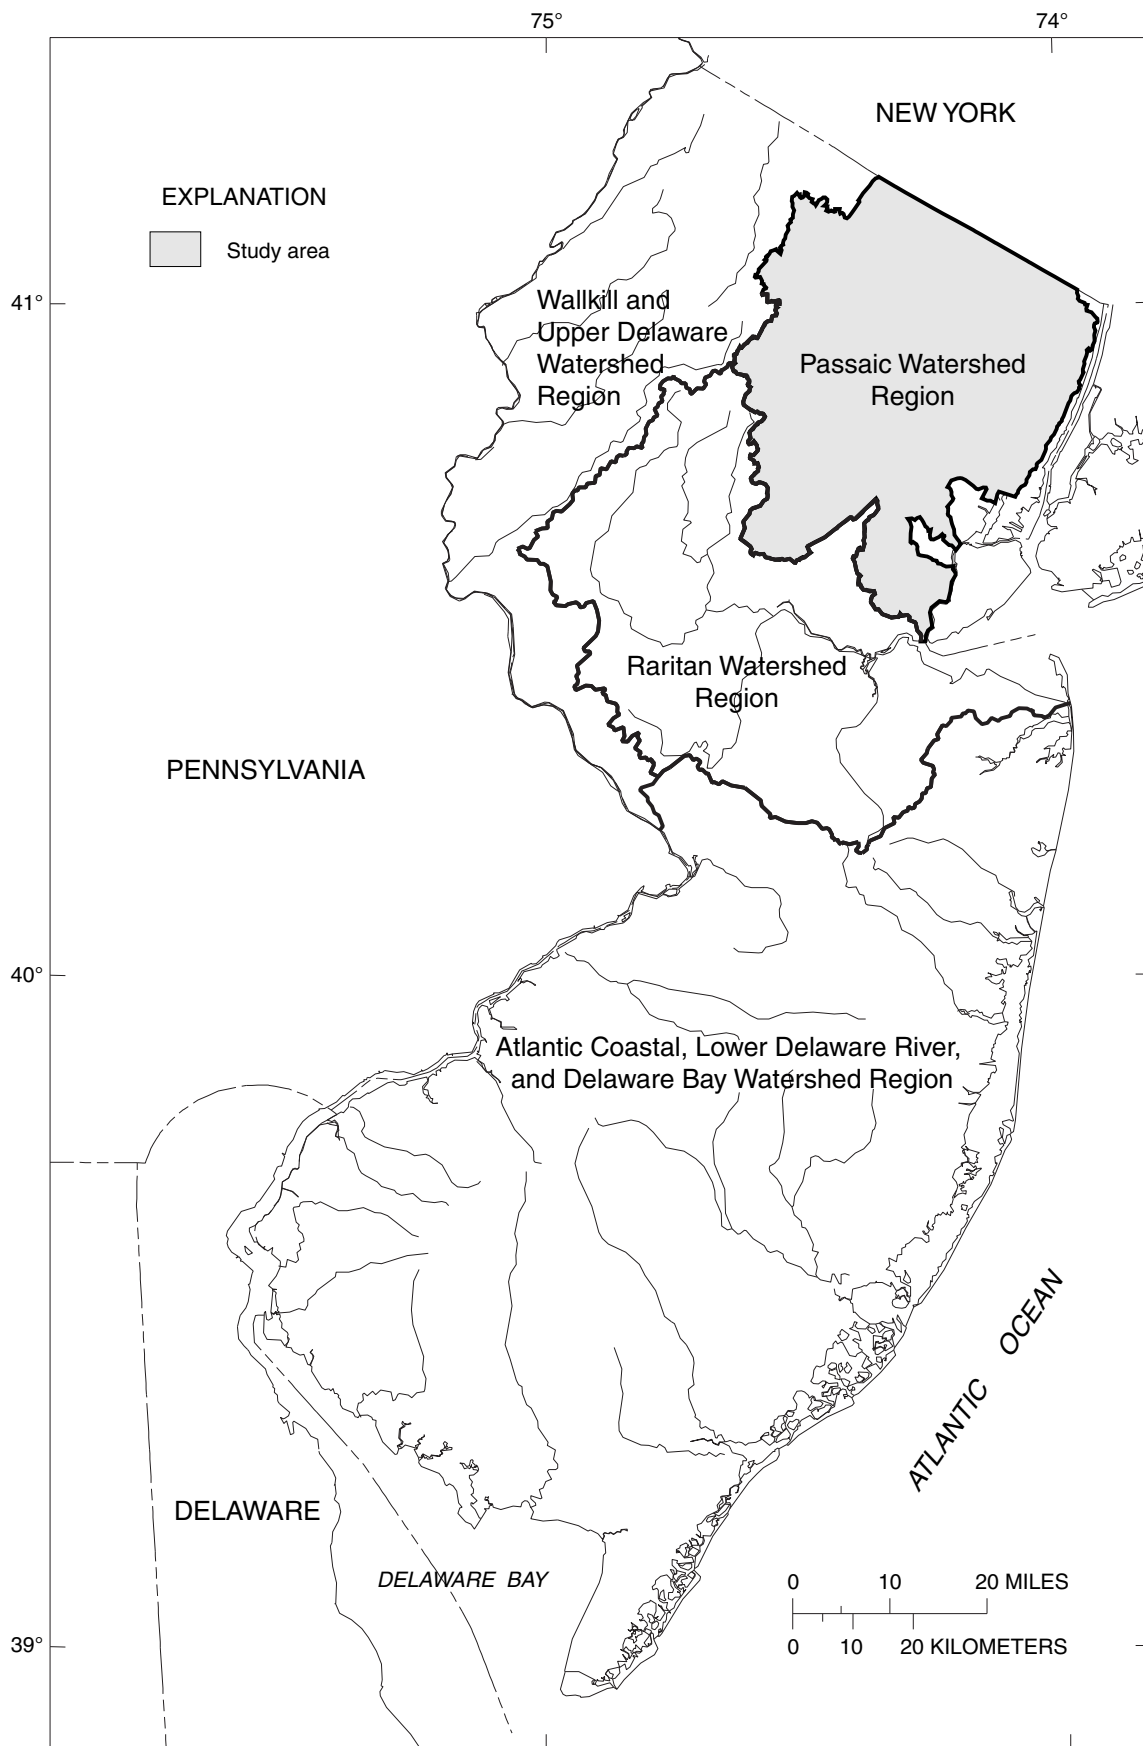 75°
74°
NEW YORK
EXPLANATION
Study area
41°
Wallkill and
Upper Delaware
Watershed
Region
Passaic Watershed
Region
Raritan Watershed
Region
PENNSYLVANIA
40°
Atlantic Coastal, Lower Delaware River,
and Delaware Bay Watershed Region
ATLANTIC OCEAN
DELAWARE
DELAWARE BAY
0 10 20 MILES
0 10 20 KILOMETERS
39°